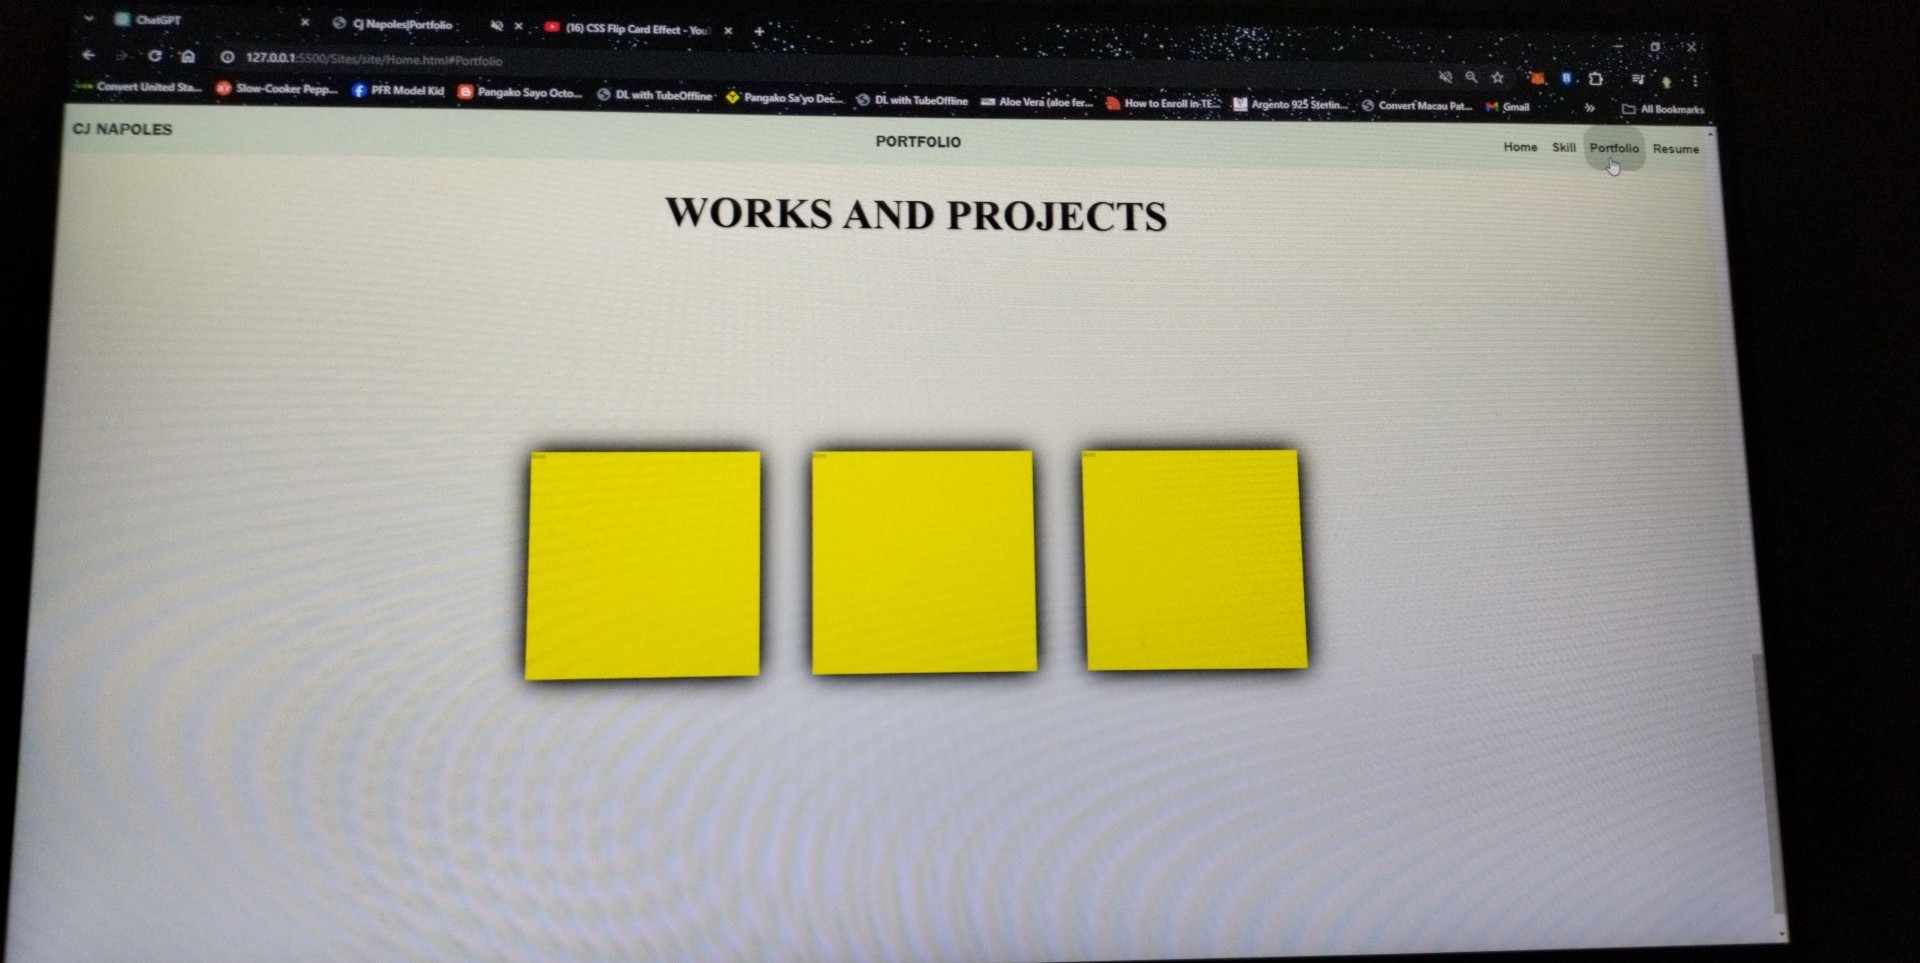 ChatGPT
Cj Napoles|Portfolio
(16) CSS Flip Card Effect - You
127.0.0.1:5500/Sites/site/Home.html#Portfolio
Convert United Sta...
Slow-Cooker Pepp...
PFR Model Kid
Pangako Sayo Octo...
DL with TubeOffline
Pangako Sa'yo Dec...
DL with TubeOffline
Aloe Vera (aloe fer...
How to Enroll in TE...
Argento 925 Sterlin...
Convert Macau Pat...
Gmail
All Bookmarks
CJ NAPOLES
PORTFOLIO
Home
Skill
Portfolio
Resume
WORKS AND PROJECTS